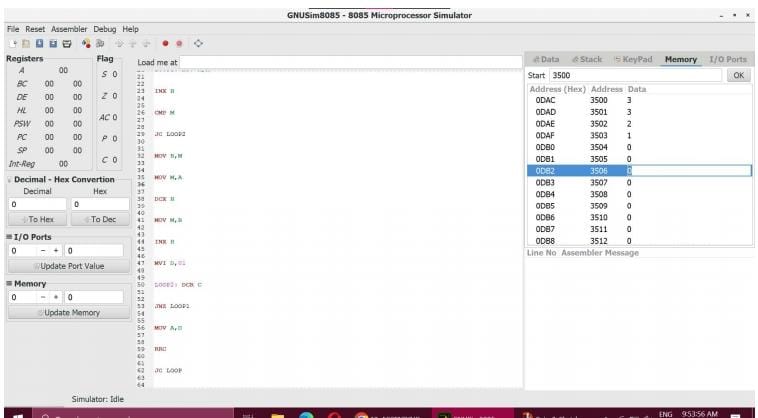 GNUSim8085 - 8085 Microprocessor Simulator
File Reset Assembler Debug Help
Registers
A 00
BC 00 00
DE 00 00
HL 00 00
PSW 00 00
PC 00 00
SP 00 00
Int-Reg 00
Flag
S 0
Z 0
AC 0
P 0
C 0
Decimal - Hex Convertion
Decimal Hex
0 0
To Hex To Dec
I/O Ports
0 - + 0
Update Port Value
Memory
0 - + 0
Update Memory
Load me at
21
22
23 INX H
24
25
26 CMP M
27
28
29 JC LOOP2
30
31
32 MOV B,M
33
34
35 MOV M,A
36
37
38 DCX H
39
40
41 MOV M,B
42
43
44 INX H
45
46
47 MVI D,01
48
49
50 LOOP2: DCR C
51
52
53 JNZ LOOP1
54
55
56 MOV A,D
57
58
59 RRC
60
61
62 JC LOOP
63
64
Data Stack KeyPad Memory I/O Ports
Start 3500 OK
Address (Hex) Address Data
0DAC 3500 3
0DAD 3501 3
0DAE 3502 2
0DAF 3503 1
0DB0 3504 0
0DB1 3505 0
0DB2 3506 0
0DB3 3507 0
0DB4 3508 0
0DB5 3509 0
0DB6 3510 0
0DB7 3511 0
0DB8 3512 0
Line No Assembler Message
Simulator: Idle
ENG 9:53:56 AM